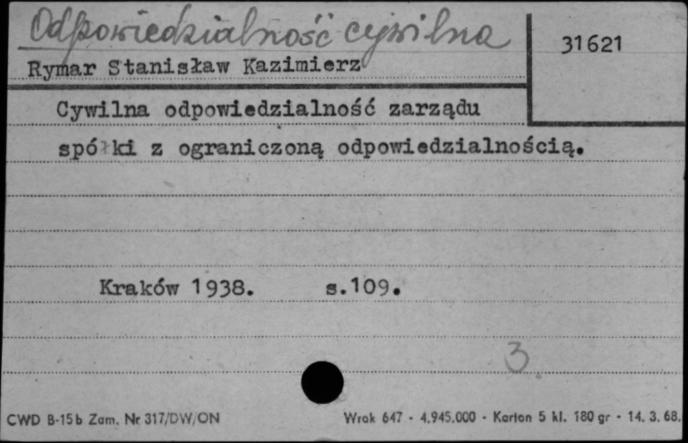 Odpowiedzialność cywilna
31621
Rymar Stanisław Kazimierz
Cywilna odpowiedzialność zarządu
spółki z ograniczoną odpowiedzialnością.
Kraków 1938. s.109.
3
CWD B-15b Zam. Nr 317/DW/ON Wrak 647 - 4.945.000 - Karton 5 kl. 180 gr - 14. 3. 68.